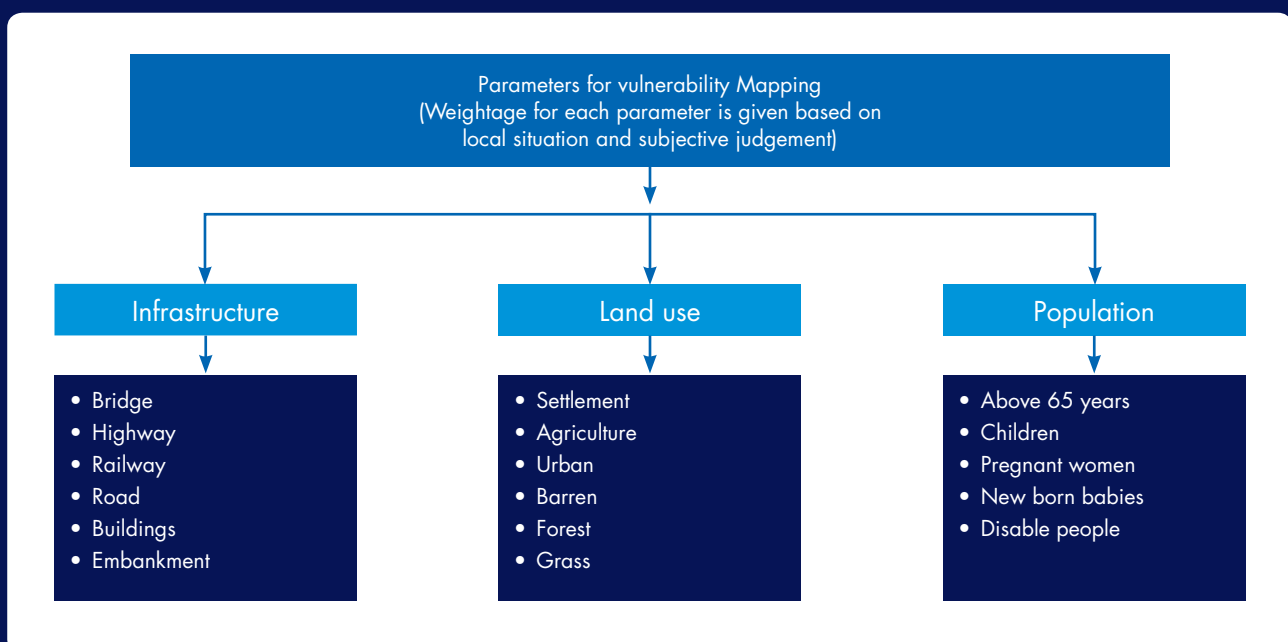 Parameters for vulnerability Mapping
(Weightage for each parameter is given based on
local situation and subjective judgement)
Infrastructure
• Bridge
• Highway
• Railway
• Road
• Buildings
• Embankment
Land use
• Settlement
• Agriculture
• Urban
• Barren
• Forest
• Grass
Population
• Above 65 years
• Children
• Pregnant women
• New born babies
• Disable people